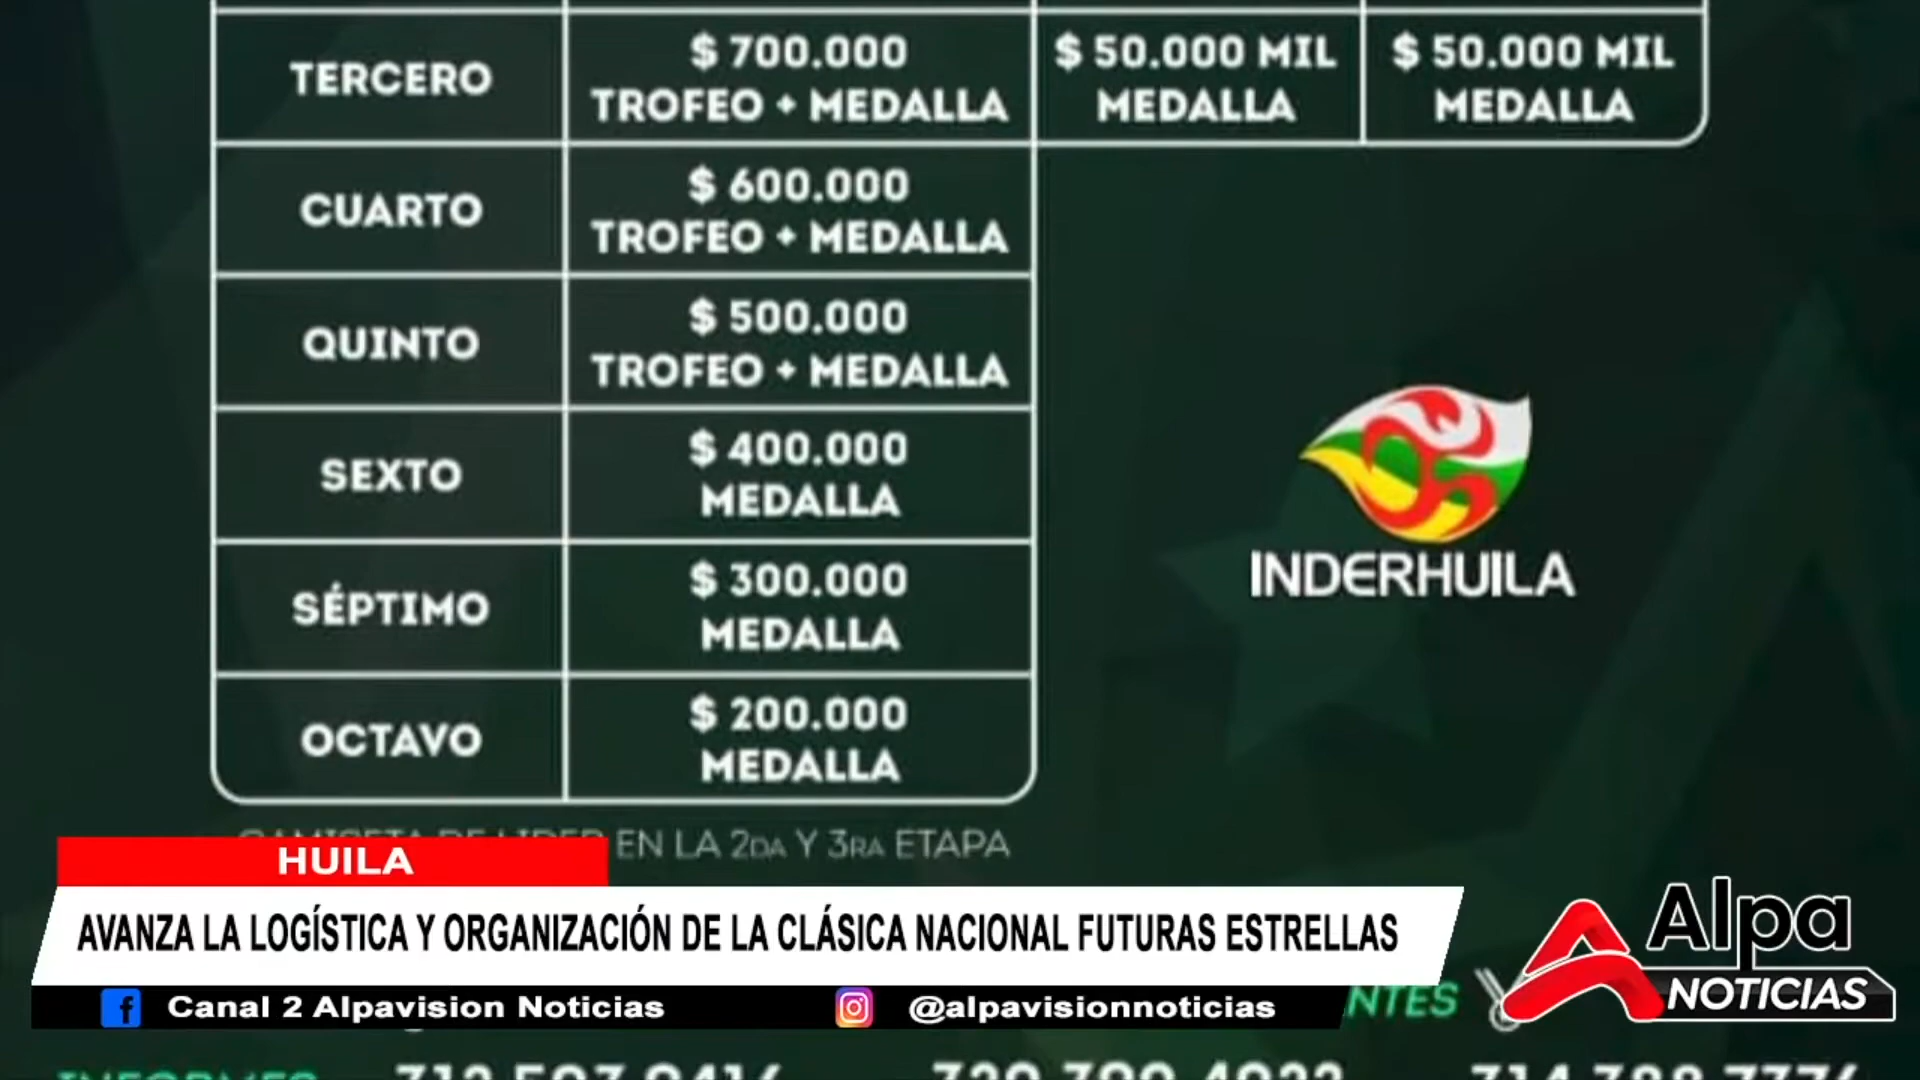 TERCERO
$ 700.000
TROFEO + MEDALLA
$ 50.000 MIL
MEDALLA
$ 50.000 MIL
MEDALLA
CUARTO
$ 600.000
TROFEO + MEDALLA
QUINTO
$ 500.000
TROFEO + MEDALLA
SEXTO
$ 400.000
MEDALLA
SÉPTIMO
$ 300.000
MEDALLA
OCTAVO
$ 200.000
MEDALLA
INDERHUILA
EN LA 2DA Y 3RA ETAPA
HUILA
AVANZA LA LOGÍSTICA Y ORGANIZACIÓN DE LA CLÁSICA NACIONAL FUTURAS ESTRELLAS
Canal 2 Alpavision Noticias
@alpavisionnoticias
Alpa
NOTICIAS